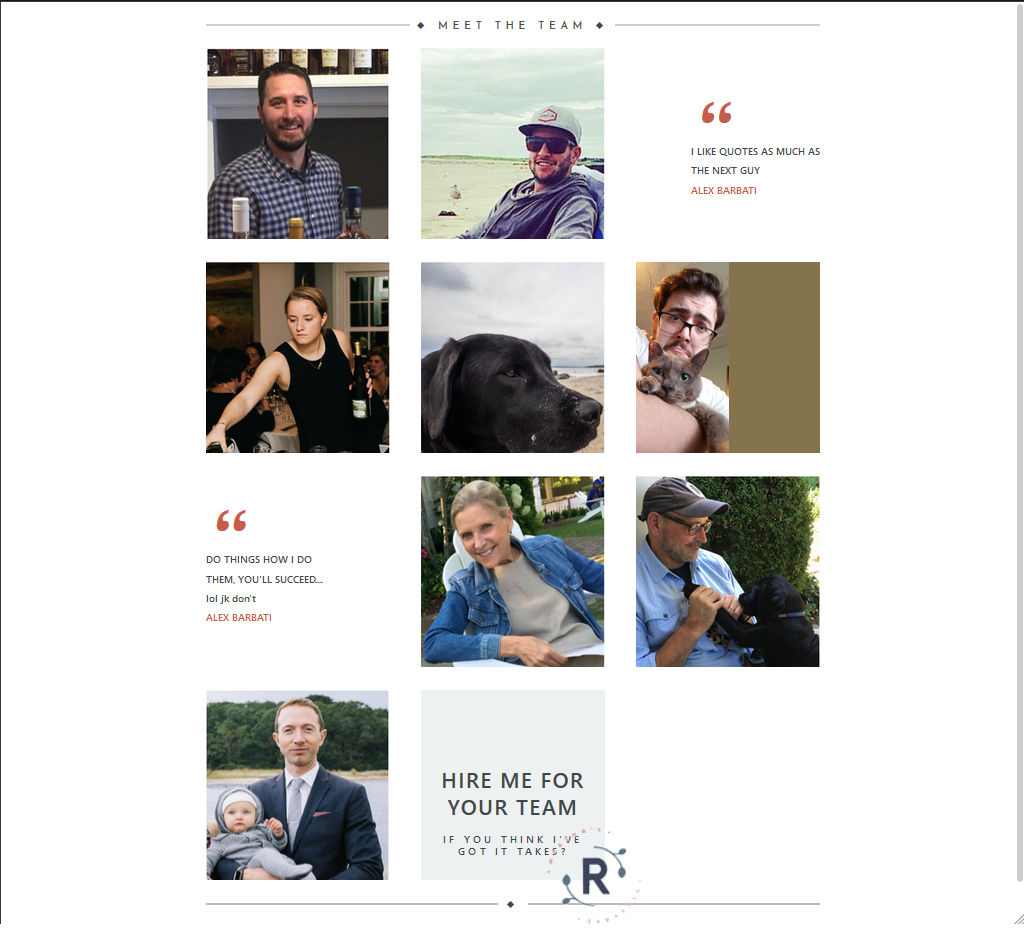 MEET THE TEAM
I LIKE QUOTES AS MUCH AS
THE NEXT GUY
ALEX BARBATI
DO THINGS HOW I DO
THEM, YOU'LL SUCCEED....
lol jk don't
ALEX BARBATI
HIRE ME FOR
YOUR TEAM
IF YOU THINK I'VE
GOT IT TAKES?
R